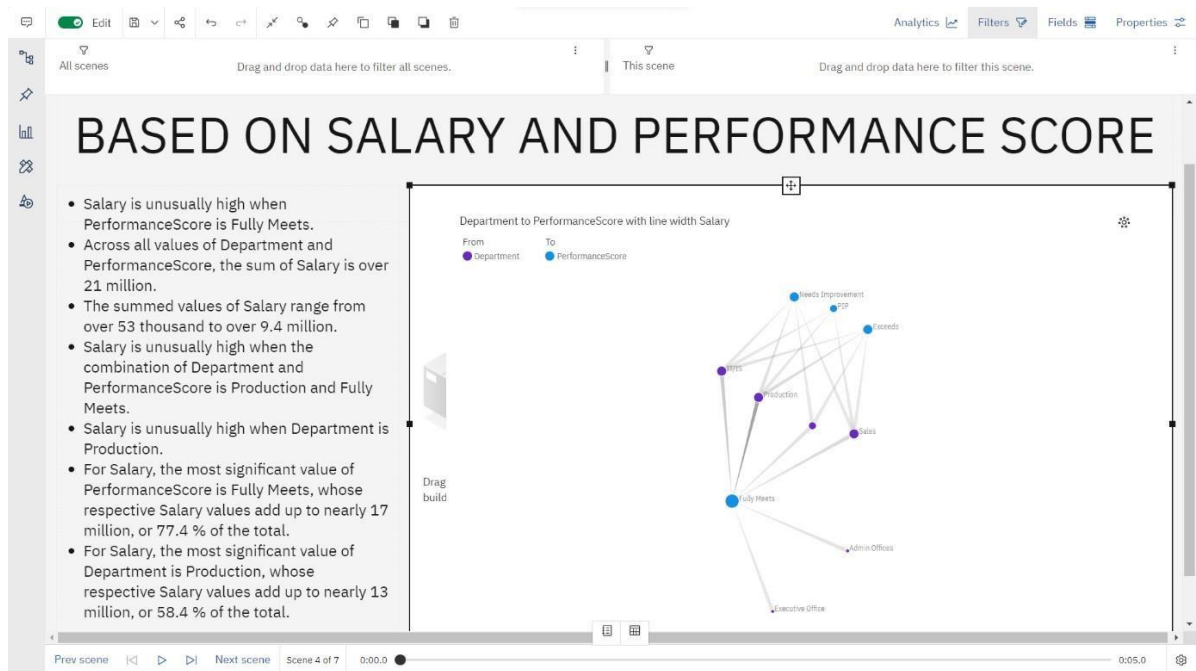 Edit
Analytics
Filters
Fields
Properties
All scenes
Drag and drop data here to filter all scenes.
This scene
Drag and drop data here to filter this scene.
BASED ON SALARY AND PERFORMANCE SCORE
• Salary is unusually high when
PerformanceScore is Fully Meets.
• Across all values of Department and
PerformanceScore, the sum of Salary is over
21 million.
• The summed values of Salary range from
over 53 thousand to over 9.4 million.
• Salary is unusually high when the
combination of Department and
PerformanceScore is Production and Fully
Meets.
• Salary is unusually high when Department is
Production.
• For Salary, the most significant value of
PerformanceScore is Fully Meets, whose
respective Salary values add up to nearly 17
million, or 77.4 % of the total.
• For Salary, the most significant value of
Department is Production, whose
respective Salary values add up to nearly 13
million, or 58.4 % of the total.
Drag
build
Department to PerformanceScore with line width Salary
From
To
Department
PerformanceScore
Needs Improvement
PIP
Exceeds
IT/IS
Production
Sales
Fully Meets
Admin Offices
Executive Office
Prev scene
Next scene
Scene 4 of 7
0:00.0
0:05.0